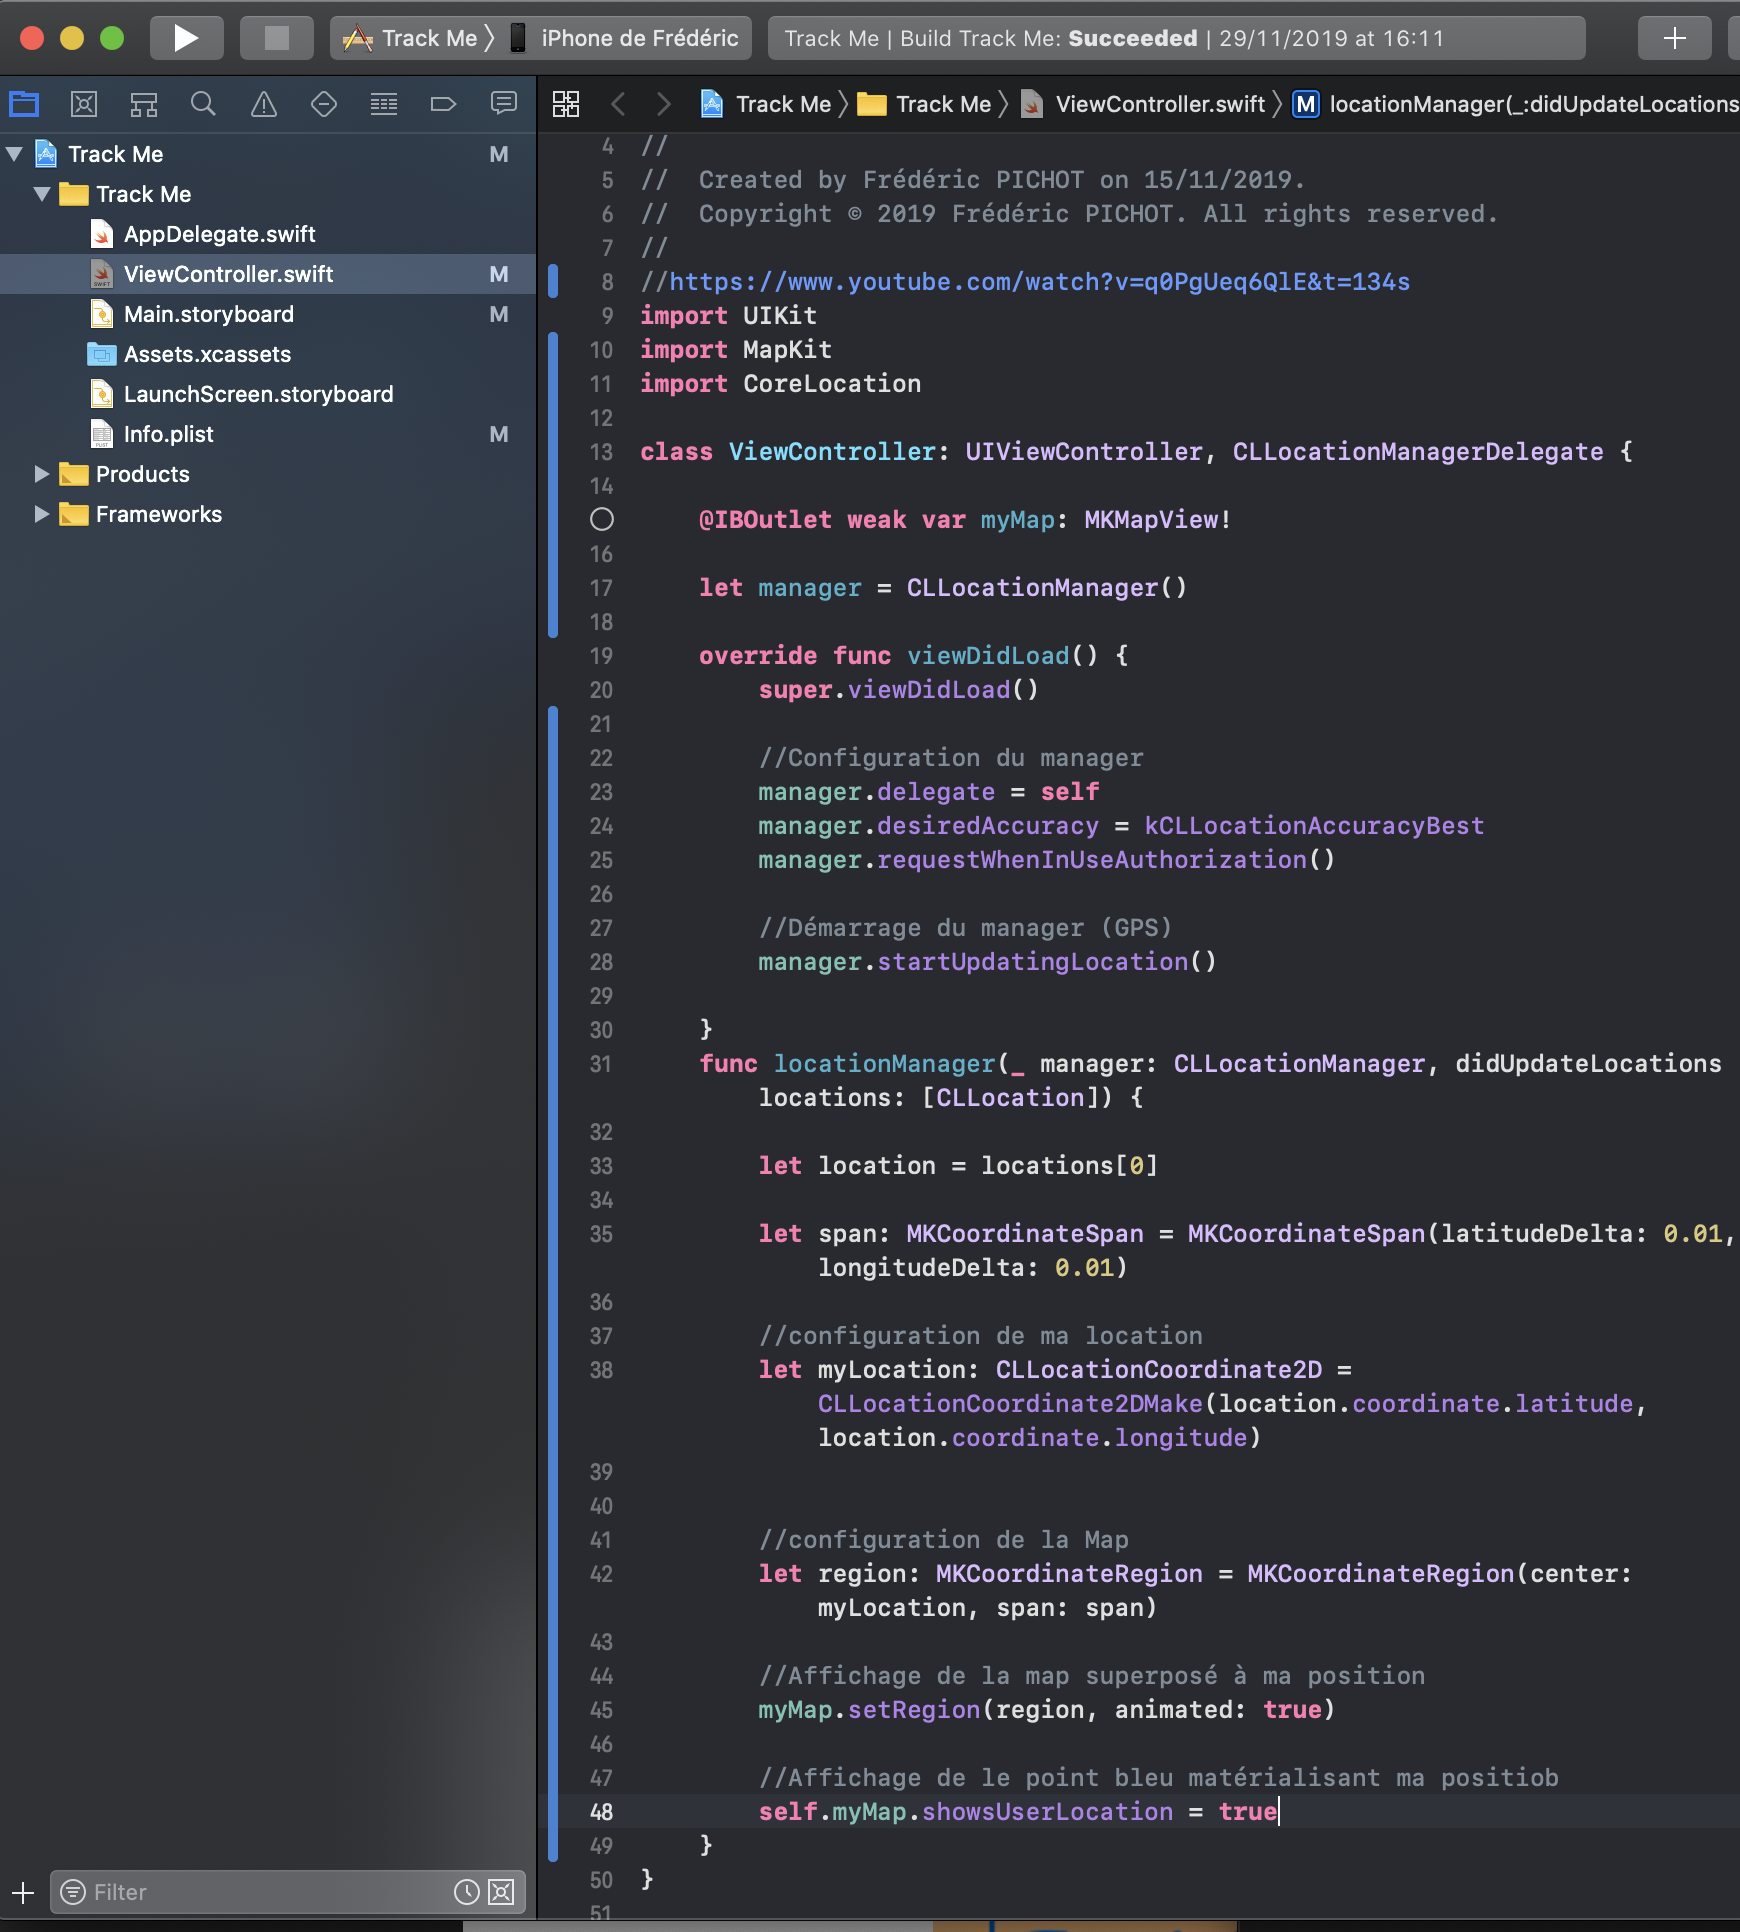 Track Me 〉 iPhone de Frédéric
Track Me | Build Track Me: Succeeded | 29/11/2019 at 16:11
Track Me 〉 Track Me 〉 ViewController.swift 〉 M locationManager(_:didUpdateLocations
Track Me M
Track Me
AppDelegate.swift
ViewController.swift M
Main.storyboard M
Assets.xcassets
LaunchScreen.storyboard
Info.plist M
Products
Frameworks
Filter
4 //
5 //  Created by Frédéric PICHOT on 15/11/2019.
6 //  Copyright © 2019 Frédéric PICHOT. All rights reserved.
7 //
8 //https://www.youtube.com/watch?v=q0PgUeq6QlE&t=134s
9 import UIKit
10 import MapKit
11 import CoreLocation
12
13 class ViewController: UIViewController, CLLocationManagerDelegate {
14
@IBOutlet weak var myMap: MKMapView!
16
17 let manager = CLLocationManager()
18
19 override func viewDidLoad() {
20 super.viewDidLoad()
21
22 //Configuration du manager
23 manager.delegate = self
24 manager.desiredAccuracy = kCLLocationAccuracyBest
25 manager.requestWhenInUseAuthorization()
26
27 //Démarrage du manager (GPS)
28 manager.startUpdatingLocation()
29
30 }
31 func locationManager(_ manager: CLLocationManager, didUpdateLocations
locations: [CLLocation]) {
32
33 let location = locations[0]
34
35 let span: MKCoordinateSpan = MKCoordinateSpan(latitudeDelta: 0.01,
longitudeDelta: 0.01)
36
37 //configuration de ma location
38 let myLocation: CLLocationCoordinate2D =
CLLocationCoordinate2DMake(location.coordinate.latitude,
location.coordinate.longitude)
39
40
41 //configuration de la Map
42 let region: MKCoordinateRegion = MKCoordinateRegion(center:
myLocation, span: span)
43
44 //Affichage de la map superposé à ma position
45 myMap.setRegion(region, animated: true)
46
47 //Affichage de le point bleu matérialisant ma positiob
48 self.myMap.showsUserLocation = true
49 }
50 }
51